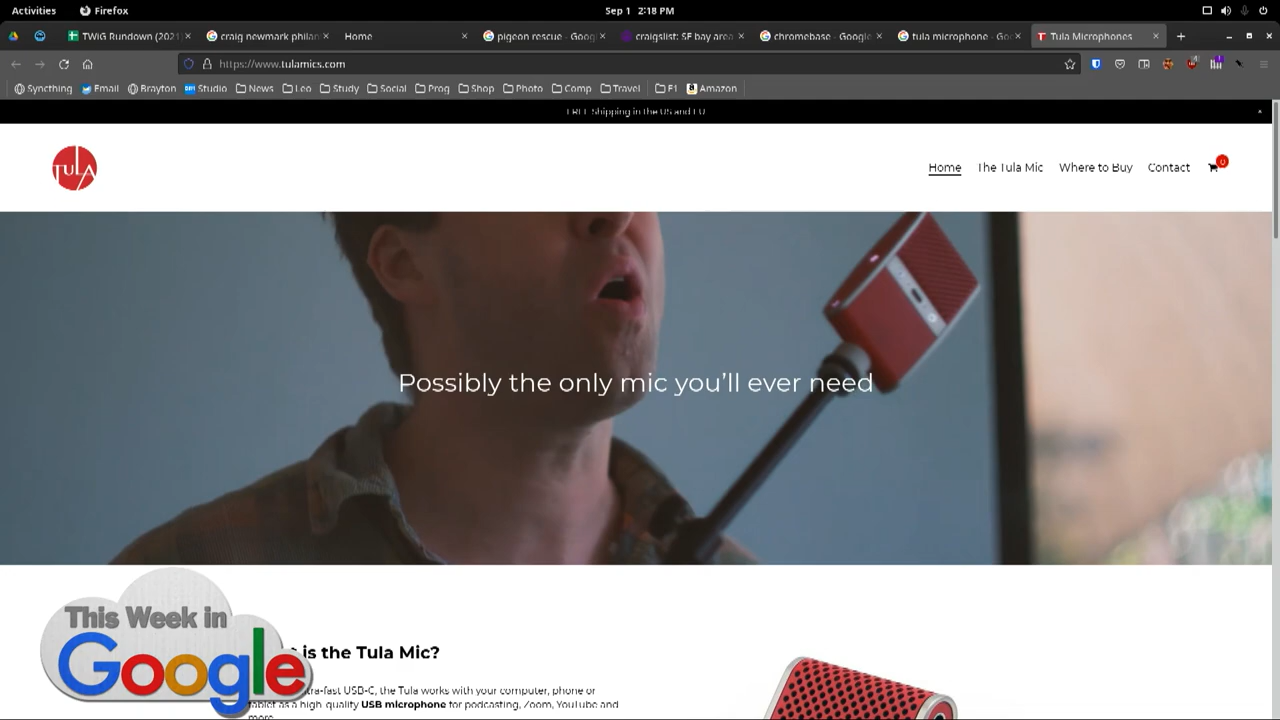 Activities Firefox Sep 1 2:18 PM
TWiG Rundown (2021) craig newmark philan Home pigeon rescue - Goog craigslist: SF bay area chromebase - Google tula microphone - Go Tula Microphones
https://www.tulamics.com
Syncthing Email Brayton Studio News Leo Study Social Prog Shop Photo Comp Travel F1 Amazon
FREE Shipping in the US and EU
TULA
Home The Tula Mic Where to Buy Contact 0
Possibly the only mic you'll ever need
This Week in
Google
is the Tula Mic?
tra-fast USB-C, the Tula works with your computer, phone or
tablet as a high-quality USB microphone for podcasting, Zoom, YouTube and
more